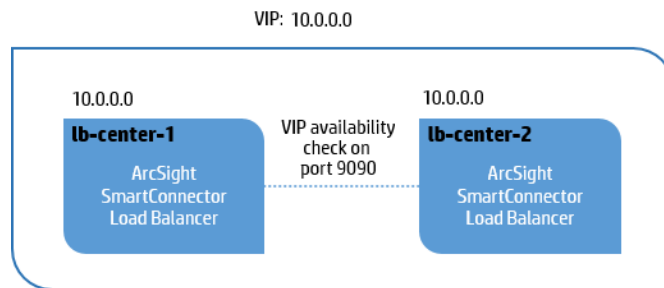 VIP: 10.0.0.0
10.0.0.0
lb-center-1
ArcSight
SmartConnector
Load Balancer
VIP availability
check on
port 9090
10.0.0.0
lb-center-2
ArcSight
SmartConnector
Load Balancer